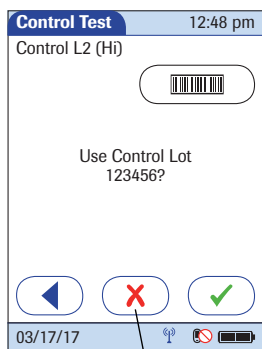 Control Test 12:48 pm
Control L2 (Hi)
Use Control Lot
123456?
03/17/17